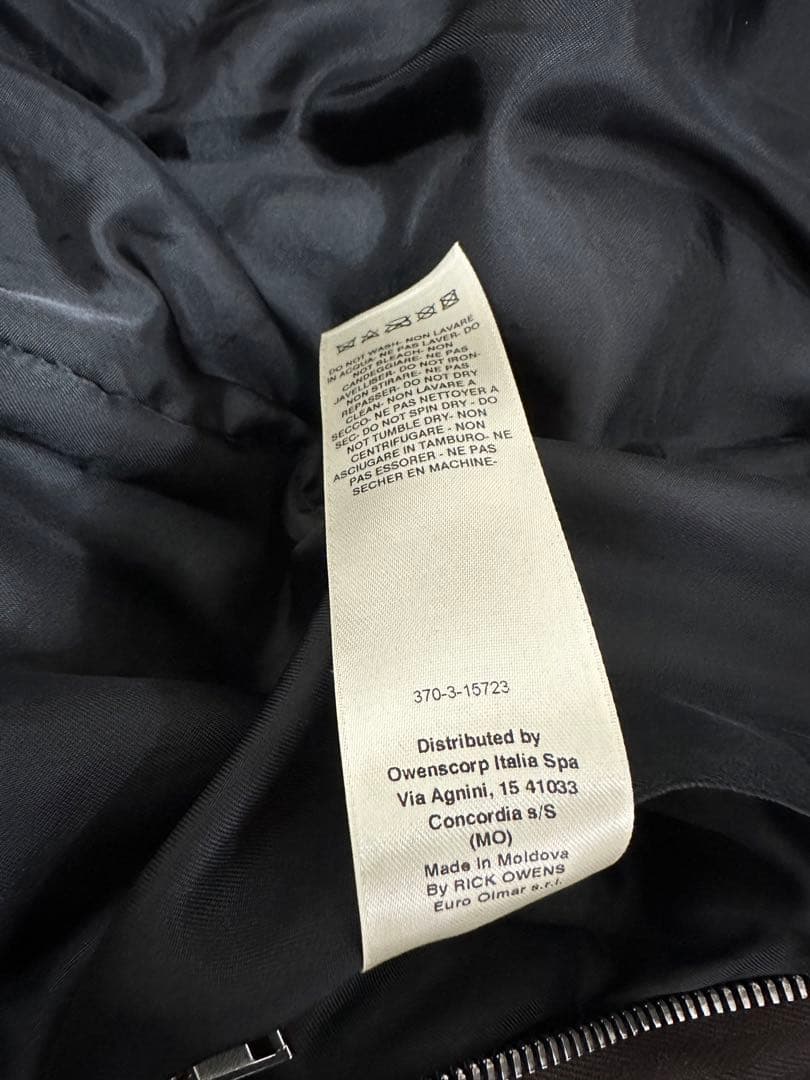 DO NOT WASH- NON LAVARE
IN ACQUA- NE PAS LAVER- DO
NOT BLEACH- NON
CANDEGGIARE- NE PAS
JAVELLISER- DO NOT IRON-
NON STIRARE- NE PAS
REPASSER- DO NOT DRY
CLEAN- NON LAVARE A
SECCO- NE PAS NETTOYER A
SEC- DO NOT SPIN DRY - DO
NOT TUMBLE DRY- NON
CENTRIFUGARE - NON
ASCIUGARE IN TAMBURO- NE
PAS ESSORER - NE PAS
SECHER EN MACHINE-
370-3-15723
Distributed by
Owenscorp Italia Spa
Via Agnini, 15 41033
Concordia s/S
(MO)
Made in Moldova
By RICK OWENS
Euro Olmar s.r.l.